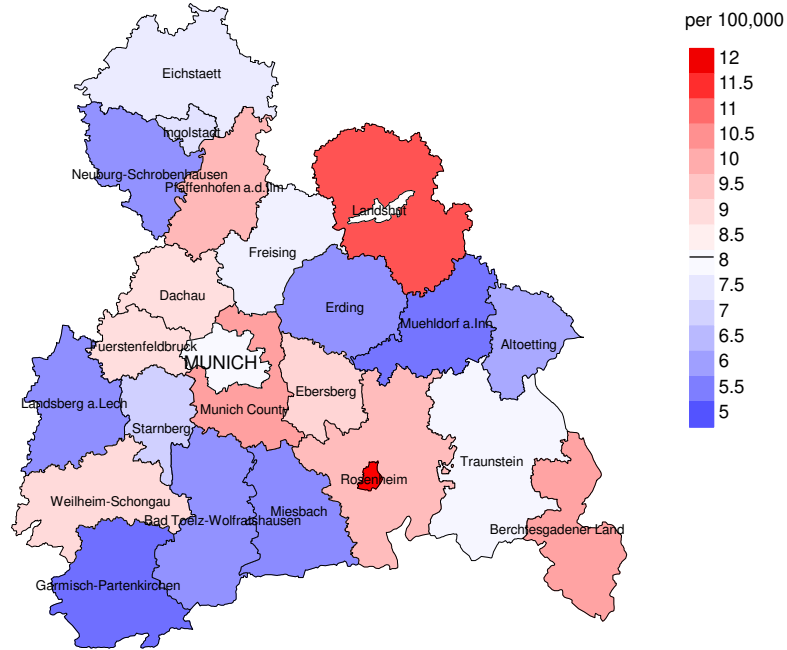 per 100,000
12
11.5
11
10.5
10
9.5
9
8.5
8
7.5
7
6.5
6
5.5
5
Eichstaett
Ingolstadt
Neuburg-Schrobenhausen
Pfaffenhofen a.d.Ilm
Landshut
Freising
Dachau
Erding
Muehldorf a.Inn
Altoetting
Fuerstenfeldbruck
MUNICH
Ebersberg
Landsberg a.Lech
Munich County
Starnberg
Traunstein
Rosenheim
Weilheim-Schongau
Miesbach
Bad Toelz-Wolfratshausen
Berchtesgadener Land
Garmisch-Partenkirchen